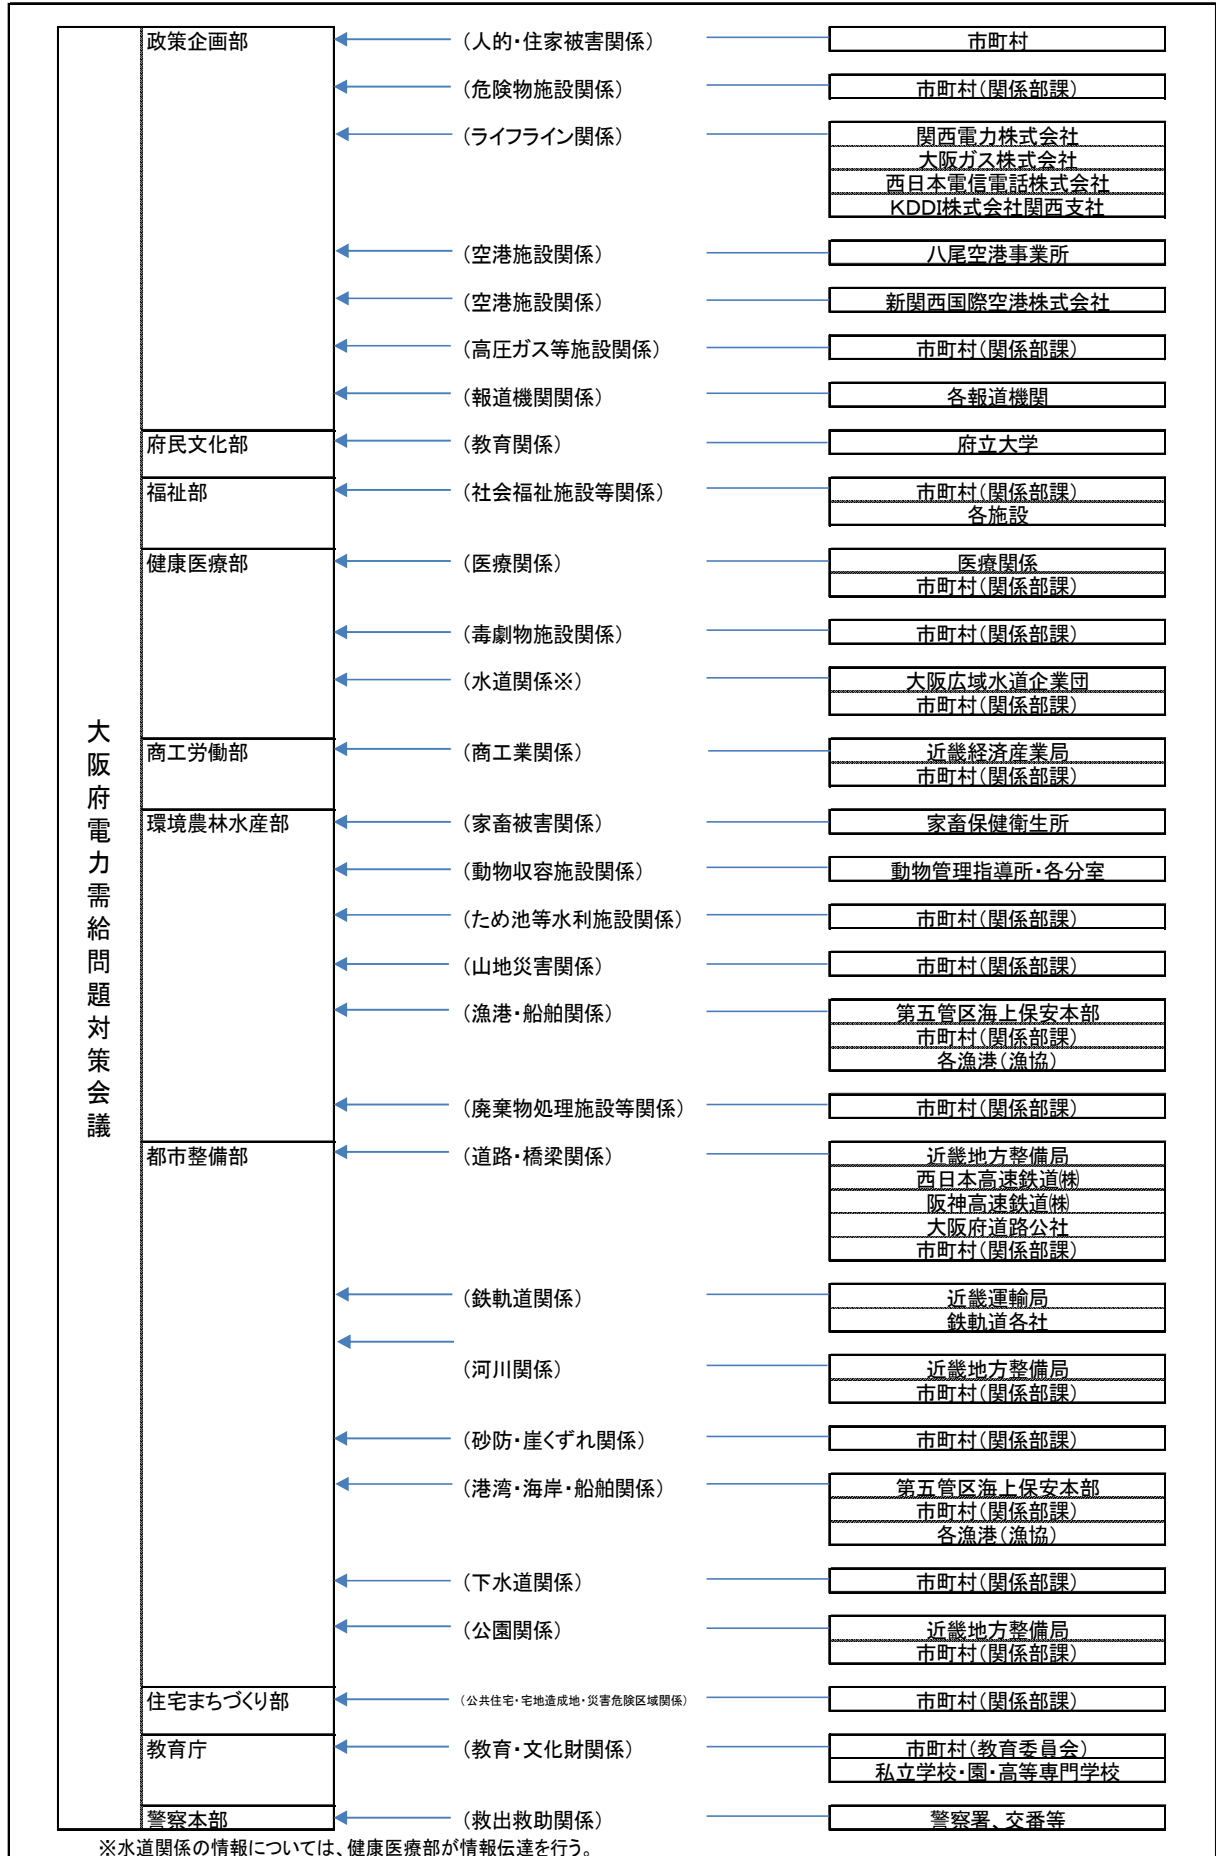 大阪府電力需給問題対策会議
政策企画部 (人的・住家被害関係) 市町村
(危険物施設関係) 市町村(関係部課)
(ライフライン関係) 関西電力株式会社
大阪ガス株式会社
西日本電信電話株式会社
KDDI株式会社関西支社
(空港施設関係) 八尾空港事業所
(空港施設関係) 新関西国際空港株式会社
(高圧ガス等施設関係) 市町村(関係部課)
(報道機関関係) 各報道機関
府民文化部 (教育関係) 府立大学
福祉部 (社会福祉施設等関係) 市町村(関係部課)
各施設
健康医療部 (医療関係) 医療関係
市町村(関係部課)
(毒劇物施設関係) 市町村(関係部課)
(水道関係※) 大阪広域水道企業団
市町村(関係部課)
商工労働部 (商工業関係) 近畿経済産業局
市町村(関係部課)
環境農林水産部 (家畜被害関係) 家畜保健衛生所
(動物収容施設関係) 動物管理指導所・各分室
(ため池等水利施設関係) 市町村(関係部課)
(山地災害関係) 市町村(関係部課)
(漁港・船舶関係) 第五管区海上保安本部
市町村(関係部課)
各漁港(漁協)
(廃棄物処理施設等関係) 市町村(関係部課)
都市整備部 (道路・橋梁関係) 近畿地方整備局
西日本高速鉄道㈱
阪神高速鉄道㈱
大阪府道路公社
市町村(関係部課)
(鉄軌道関係) 近畿運輸局
鉄軌道各社
(河川関係) 近畿地方整備局
市町村(関係部課)
(砂防・崖くずれ関係) 市町村(関係部課)
(港湾・海岸・船舶関係) 第五管区海上保安本部
市町村(関係部課)
各漁港(漁協)
(下水道関係) 市町村(関係部課)
(公園関係) 近畿地方整備局
市町村(関係部課)
住宅まちづくり部 (公共住宅・宅地造成地・災害危険区域関係) 市町村(関係部課)
教育庁 (教育・文化財関係) 市町村(教育委員会)
私立学校・園・高等専門学校
警察本部 (救出救助関係) 警察署、交番等
※水道関係の情報については、健康医療部が情報伝達を行う。